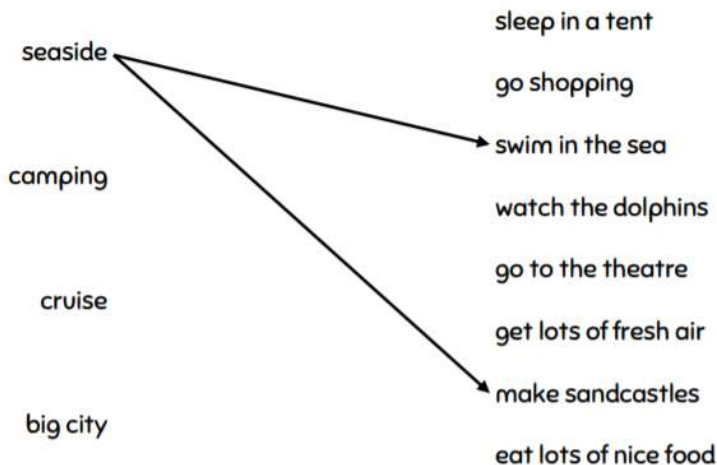 seaside
camping
cruise
big city
sleep in a tent
go shopping
swim in the sea
watch the dolphins
go to the theatre
get lots of fresh air
make sandcastles
eat lots of nice food